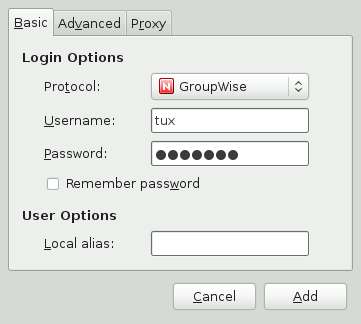 Basic Advanced Proxy
Login Options
Protocol: N GroupWise
Username: tux
Password: ●●●●●●●
Remember password
User Options
Local alias:
Cancel Add